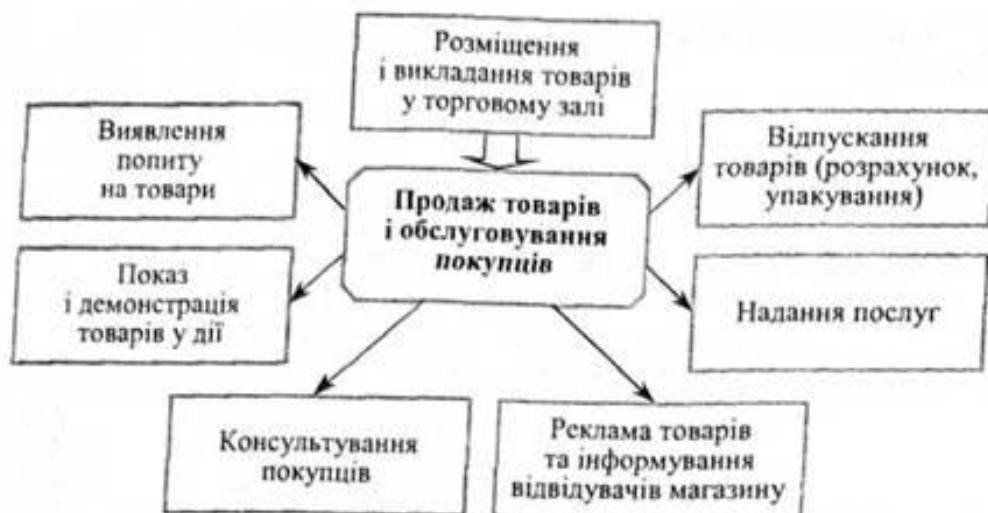 Розміщення
і викладання товарів
у торговому залі
Виявлення
попиту
на товари
Відпускання
товарів (розрахунок,
упакування)
Продаж товарів
і обслуговування
покупців
Показ
і демонстрація
товарів у дії
Надання послуг
Консультування
покупців
Реклама товарів
та інформування
відвідувачів магазину